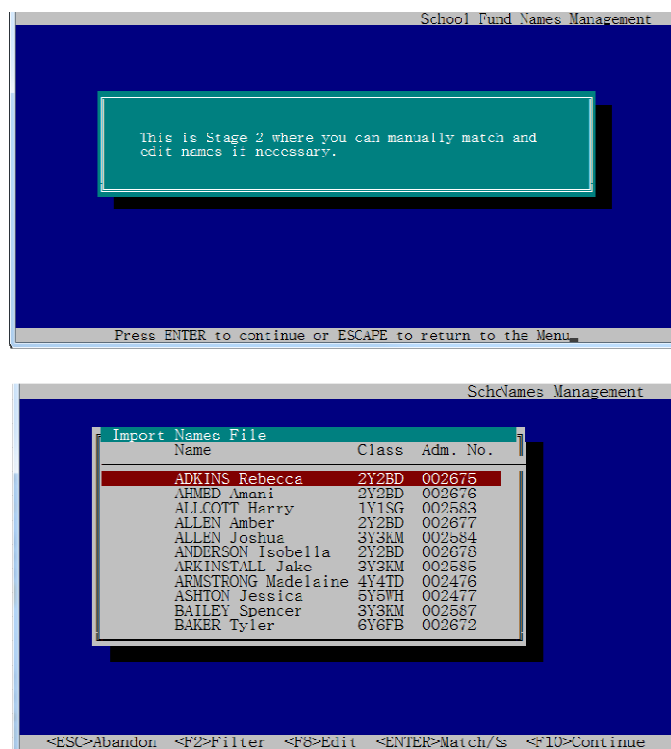 School Fund Names Management
This is Stage 2 where you can manually match and
edit names if necessary.
Press ENTER to continue or ESCAPE to return to the Menu_
Names Management
Import Names File
Name Class Adm. No.
ADKINS Rebecca 2Y2BD 002675
AHMED Amani 2Y2BD 002676
ALLCOTT Harry 1Y1SG 002583
ALLEN Amber 2Y2BD 002677
ALLEN Joshua 3Y3KM 002584
ANDERSON Isobella 2Y2BD 002678
ARKINSTALL Jake 3Y3KM 002585
ARMSTRONG Madelaine 4Y4TD 002476
ASHTON Jessica 5Y5WH 002477
BAILEY Spencer 3Y3KM 002587
BAKER Tyler 6Y6FB 002672
<ESC>Abandon <F2>Filter <F8>Edit <ENTER>Match/s <F10>Continue